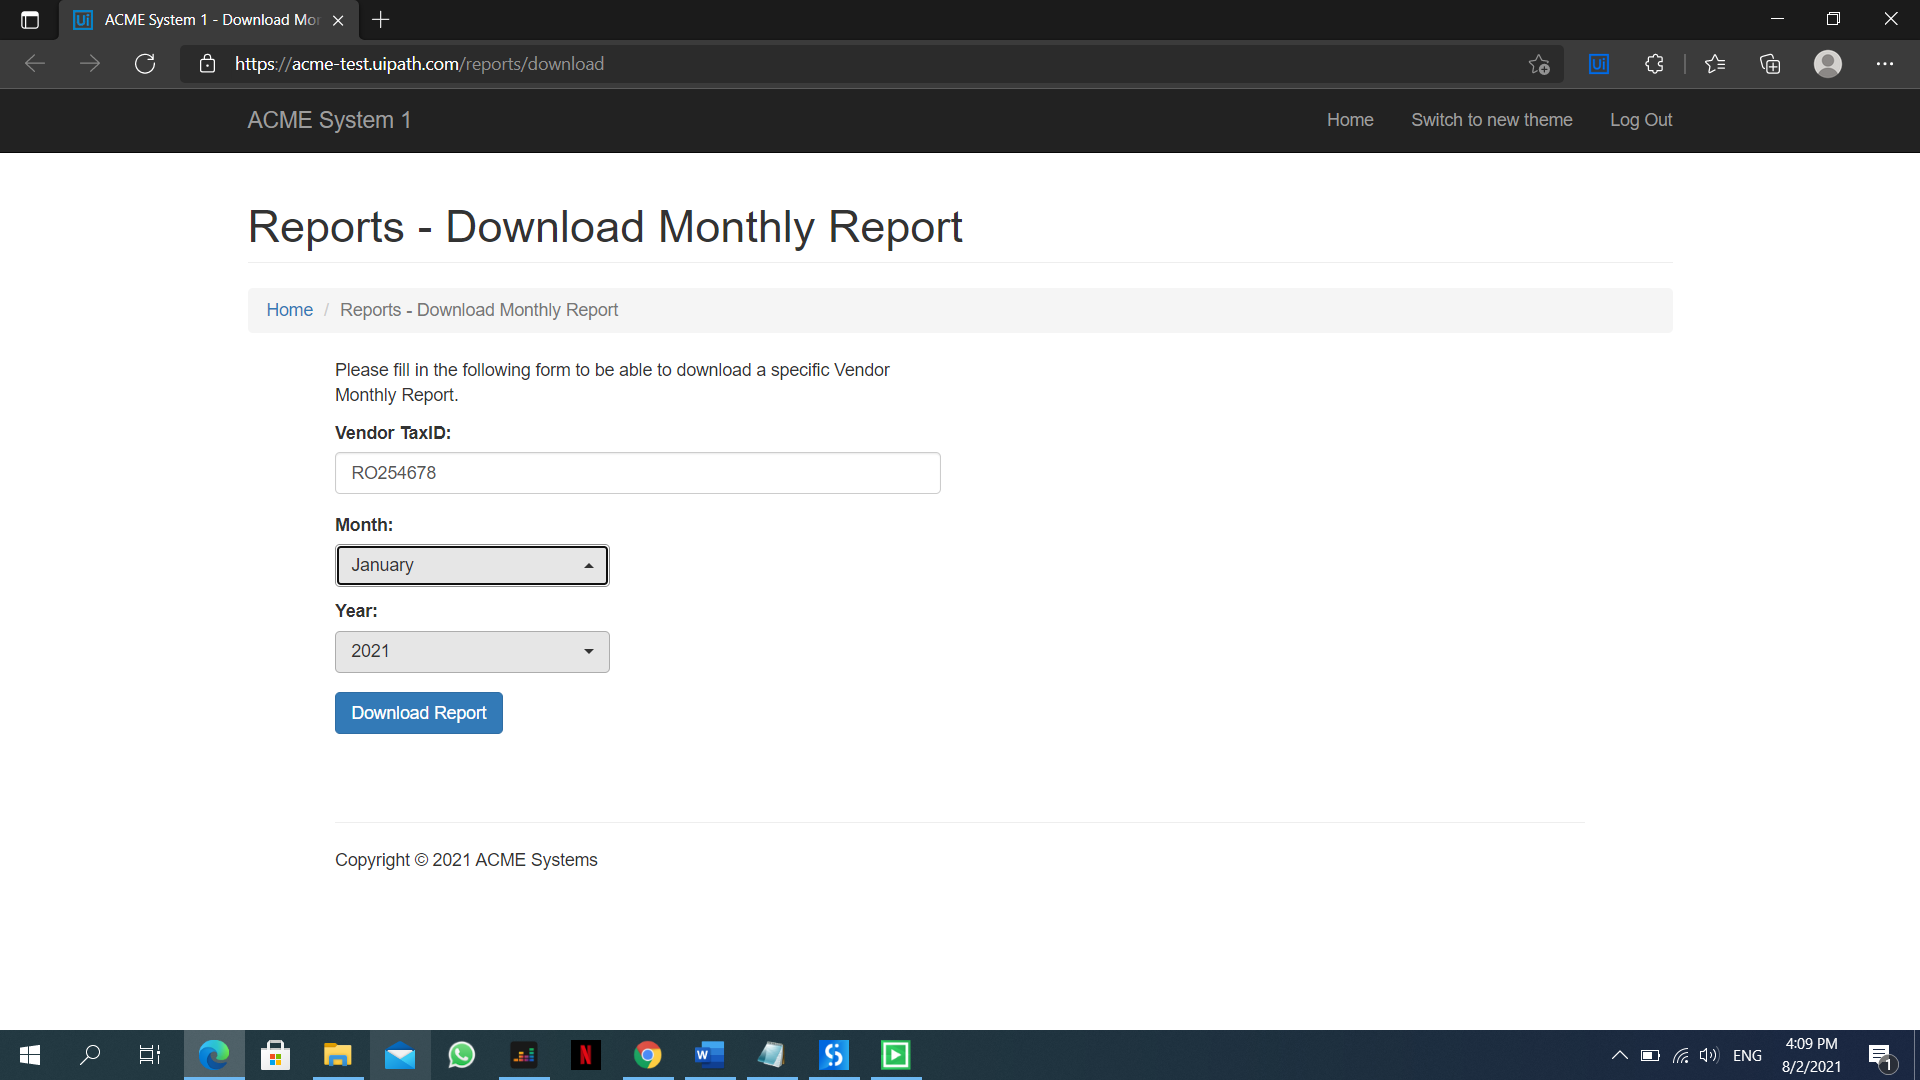 ACME System 1 - Download Mor
https://acme-test.uipath.com/reports/download
ACME System 1
Home
Switch to new theme
Log Out
Reports - Download Monthly Report
Home / Reports - Download Monthly Report
Please fill in the following form to be able to download a specific Vendor
Monthly Report.
Vendor TaxID:
RO254678
Month:
January
Year:
2021
Download Report
Copyright © 2021 ACME Systems
ENG
4:09 PM
8/2/2021
1